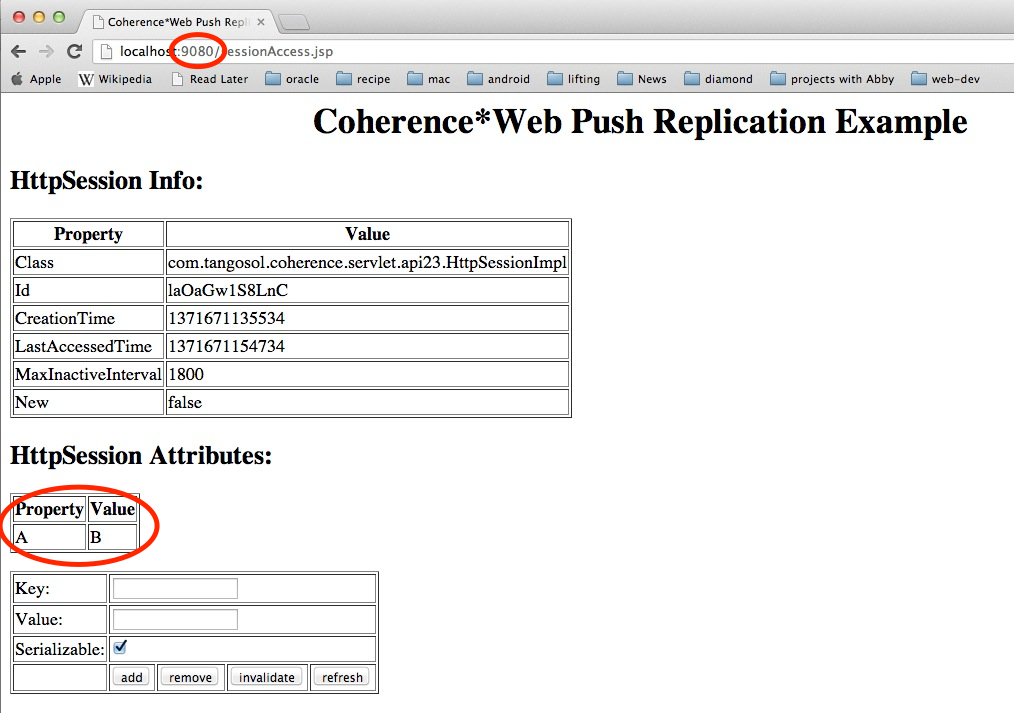 Coherence*Web Push Repli
localhost:9080/sessionAccess.jsp
Apple Wikipedia Read Later oracle recipe mac android lifting News diamond projects with Abby web-dev
Coherence*Web Push Replication Example
HttpSession Info:
Property Value
Class com.tangosol.coherence.servlet.api23.HttpSessionImpl
Id laOaGw1S8LnC
CreationTime 1371671135534
LastAccessedTime 1371671154734
MaxInactiveInterval 1800
New false
HttpSession Attributes:
Property Value
A B
Key:
Value:
Serializable:
add remove invalidate refresh